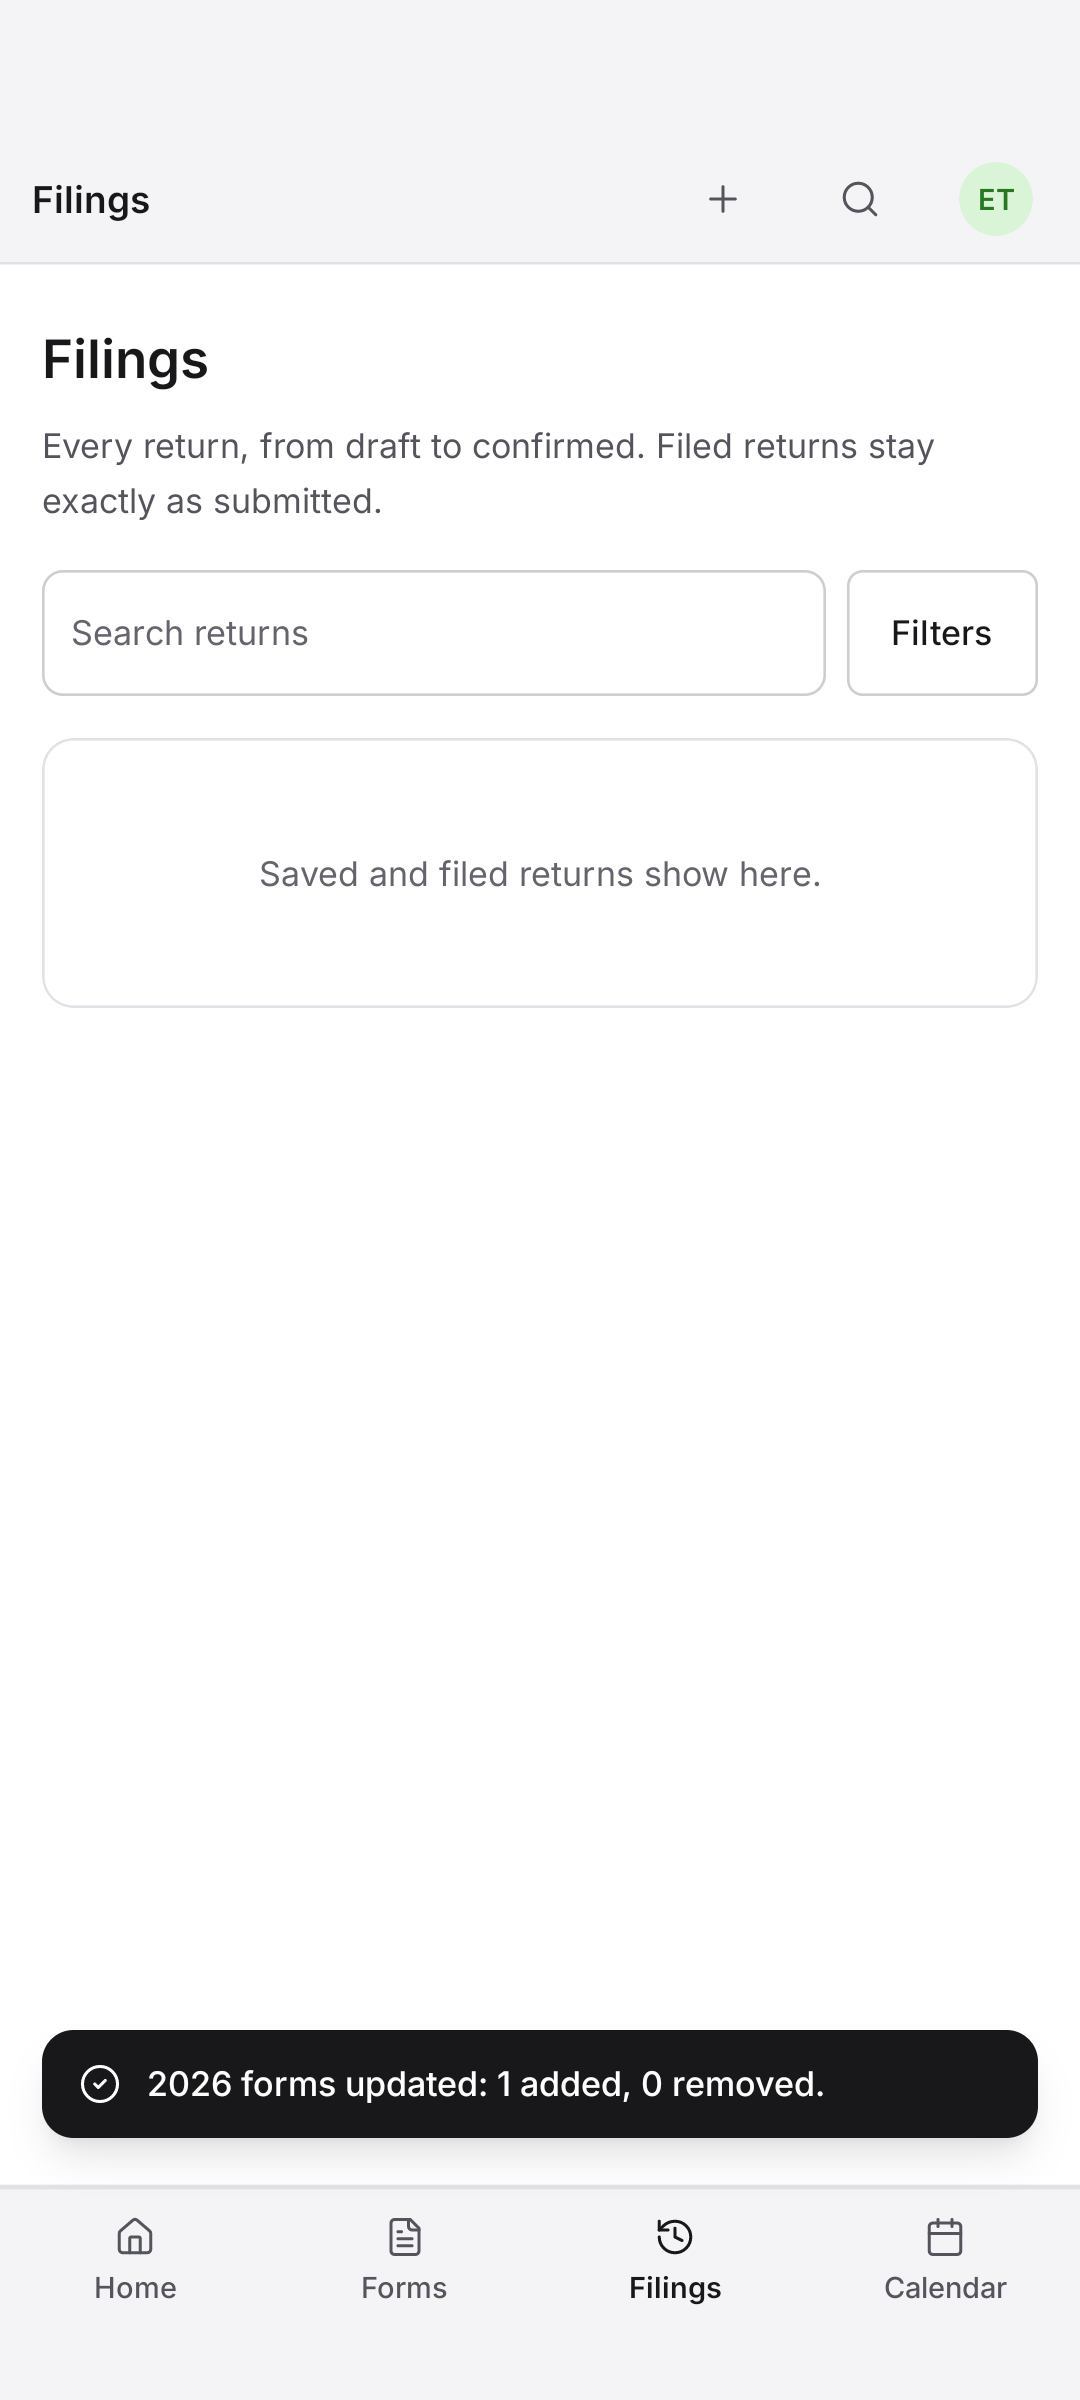 Filings
ET
Filings
Every return, from draft to confirmed. Filed returns stay
exactly as submitted.
Search returns
Filters
Saved and filed returns show here.
2026 forms updated: 1 added, 0 removed.
Home
Forms
Filings
Calendar